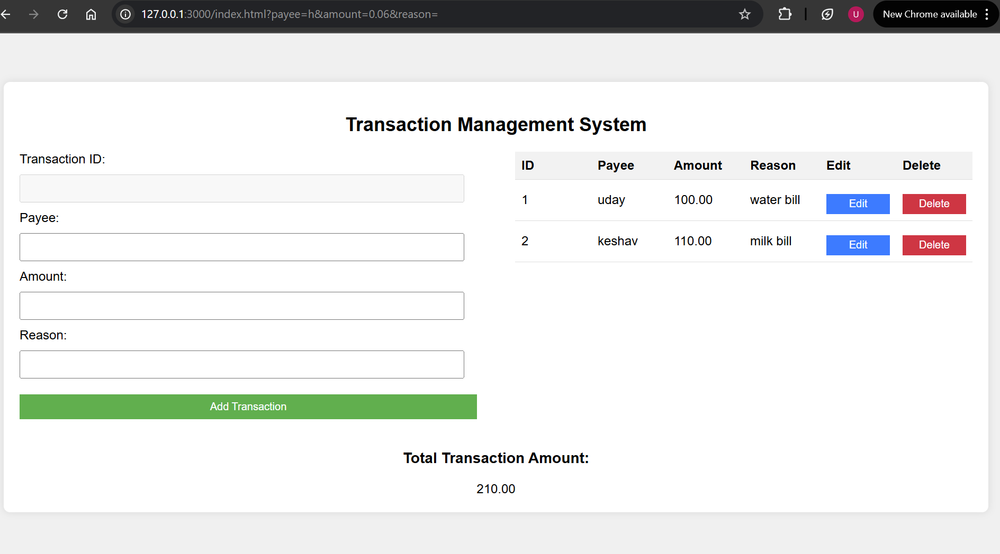 127.0.0.1:3000/index.html?payee=h&amount=0.06&reason=
U
New Chrome available
Transaction Management System
Transaction ID:
Payee:
Amount:
Reason:
Add Transaction
ID Payee Amount Reason Edit Delete
1 uday 100.00 water bill Edit Delete
2 keshav 110.00 milk bill Edit Delete
Total Transaction Amount:
210.00